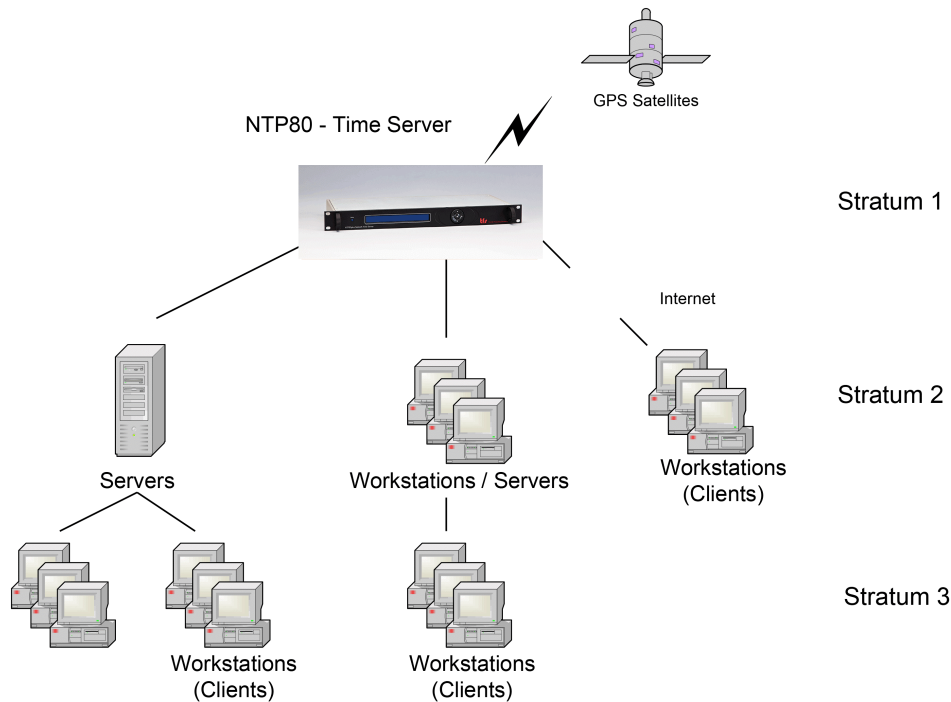 GPS Satellites
NTP80 - Time Server
Stratum 1
Internet
Stratum 2
Servers
Workstations / Servers
Workstations
(Clients)
Stratum 3
Workstations
(Clients)
Workstations
(Clients)